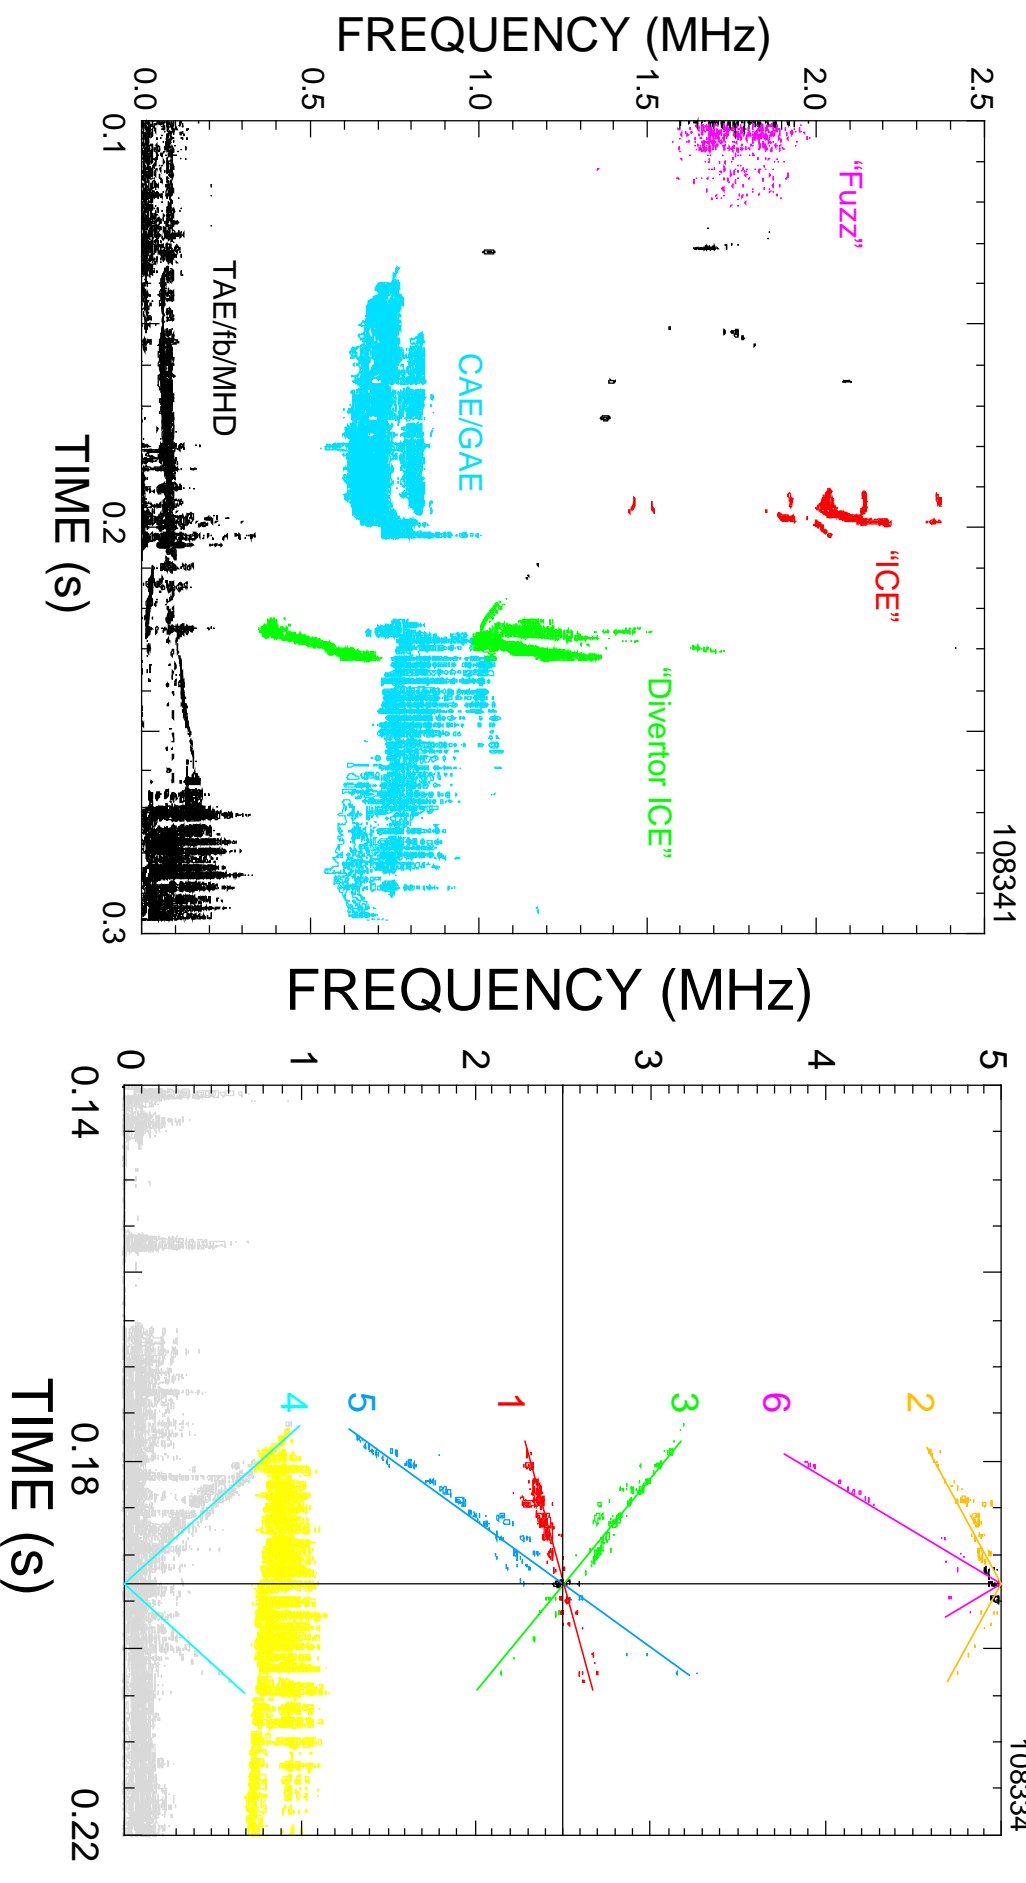 108341
FREQUENCY (MHz)
2.5
2.0
1.5
1.0
0.5
0.0
"Fuzz"
"ICE"
"Divertor ICE"
CAE/GAE
TAE/fb/MHD
0.1
0.2
0.3
TIME (s)
108334
FREQUENCY (MHz)
5
4
3
2
1
0
2
6
3
1
5
4
0.14
0.18
0.22
TIME (s)